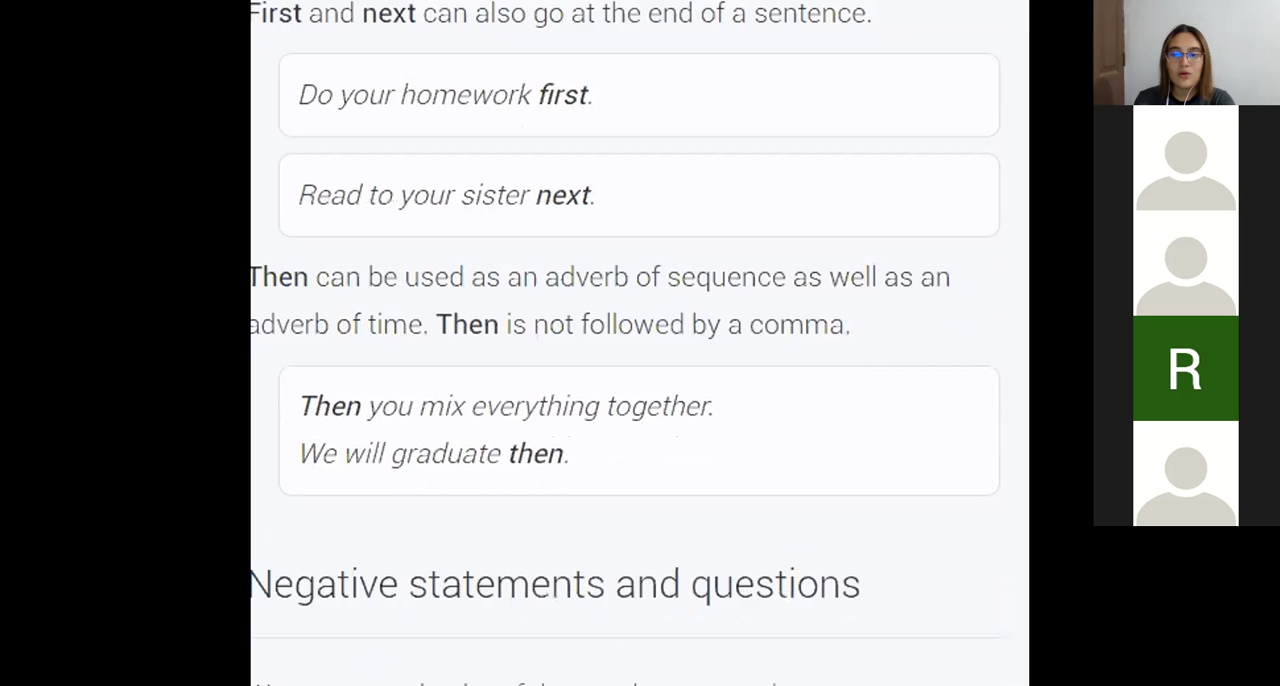 First and next can also go at the end of a sentence.
Do your homework first.
Read to your sister next.
Then can be used as an adverb of sequence as well as an
adverb of time. Then is not followed by a comma.
Then you mix everything together.
We will graduate then.
Negative statements and questions
R